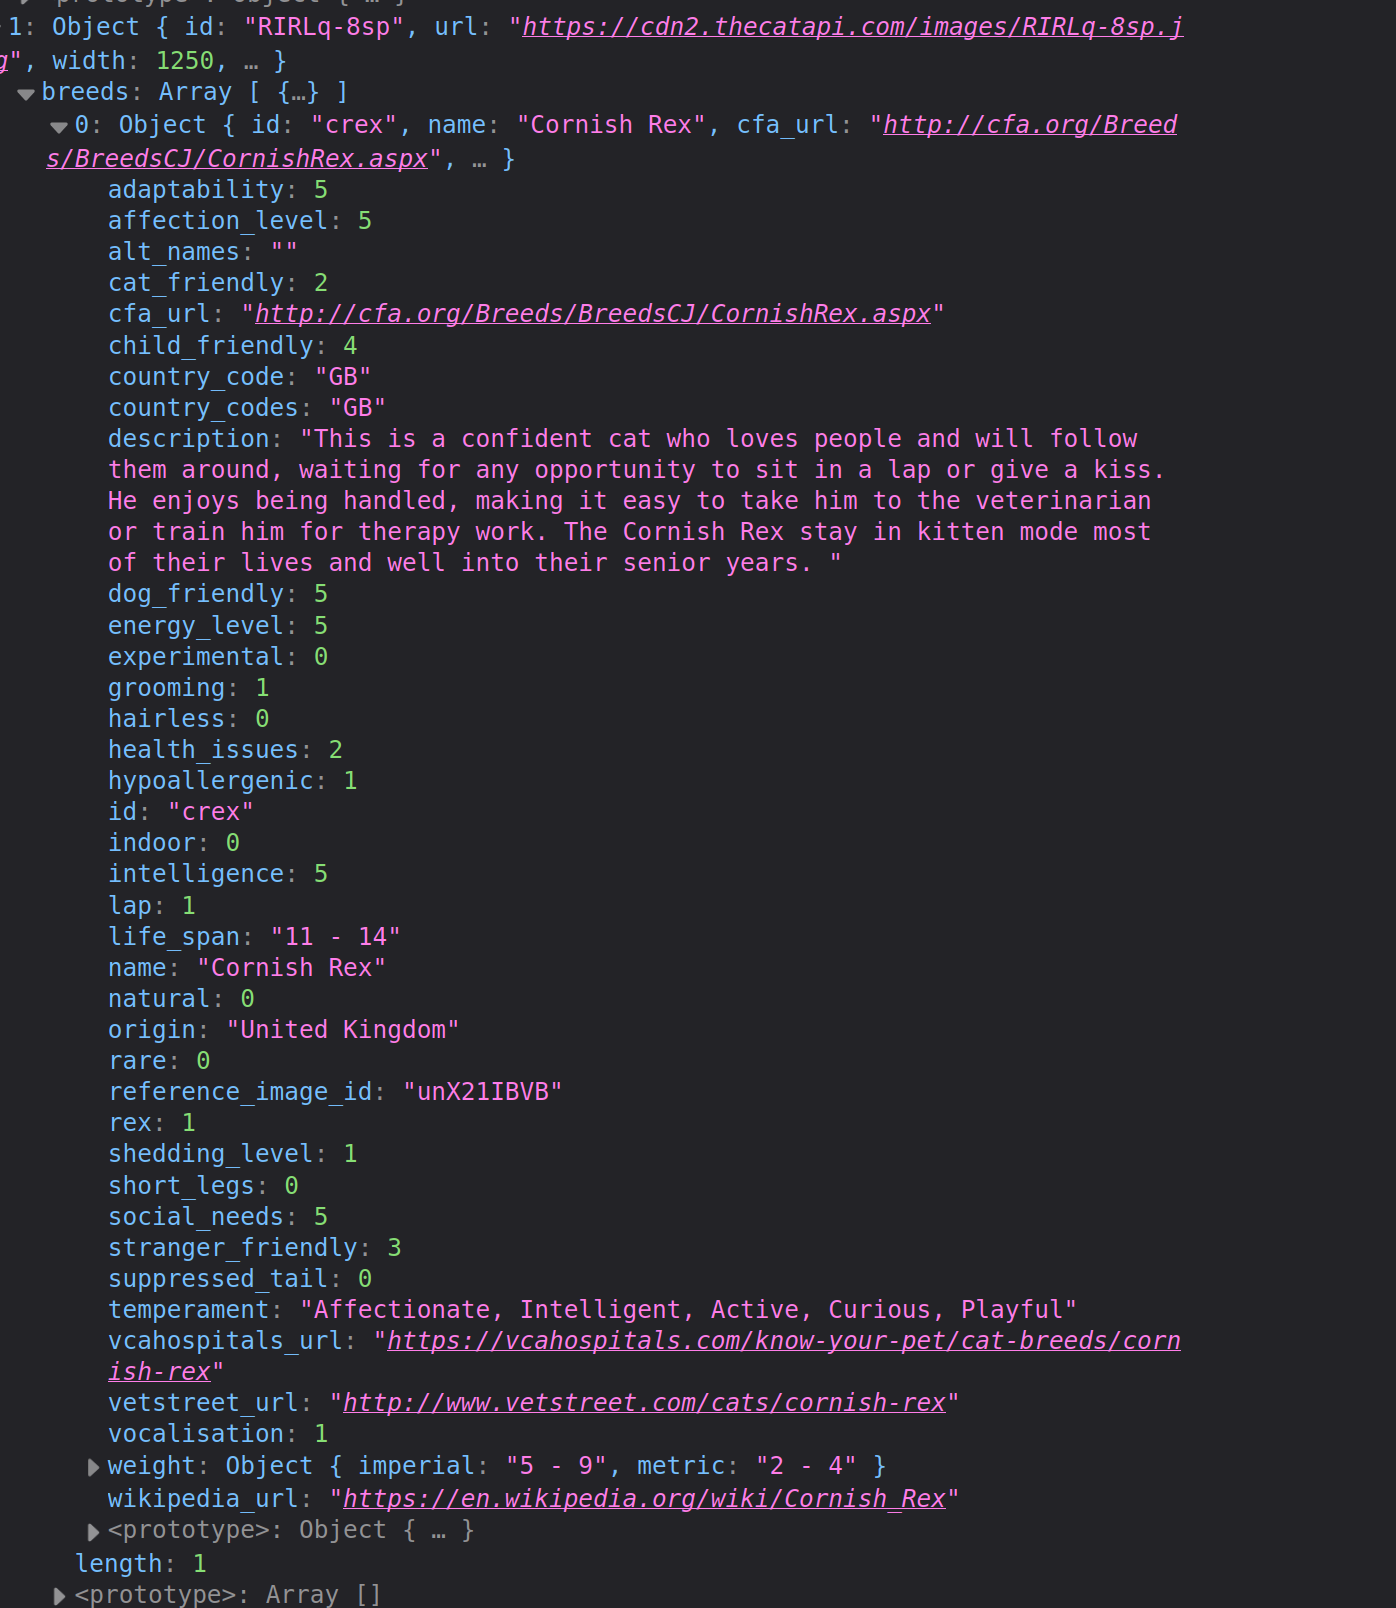 1: Object { id: "RIRLq-8sp", url: "https://cdn2.thecatapi.com/images/RIRLq-8sp.j
g", width: 1250, … }
breeds: Array [ {…} ]
0: Object { id: "crex", name: "Cornish Rex", cfa_url: "http://cfa.org/Breed
s/BreedsCJ/CornishRex.aspx", … }
adaptability: 5
affection_level: 5
alt_names: ""
cat_friendly: 2
cfa_url: "http://cfa.org/Breeds/BreedsCJ/CornishRex.aspx"
child_friendly: 4
country_code: "GB"
country_codes: "GB"
description: "This is a confident cat who loves people and will follow
them around, waiting for any opportunity to sit in a lap or give a kiss.
He enjoys being handled, making it easy to take him to the veterinarian
or train him for therapy work. The Cornish Rex stay in kitten mode most
of their lives and well into their senior years. "
dog_friendly: 5
energy_level: 5
experimental: 0
grooming: 1
hairless: 0
health_issues: 2
hypoallergenic: 1
id: "crex"
indoor: 0
intelligence: 5
lap: 1
life_span: "11 - 14"
name: "Cornish Rex"
natural: 0
origin: "United Kingdom"
rare: 0
reference_image_id: "unX21IBVB"
rex: 1
shedding_level: 1
short_legs: 0
social_needs: 5
stranger_friendly: 3
suppressed_tail: 0
temperament: "Affectionate, Intelligent, Active, Curious, Playful"
vcahospitals_url: "https://vcahospitals.com/know-your-pet/cat-breeds/corn
ish-rex"
vetstreet_url: "http://www.vetstreet.com/cats/cornish-rex"
vocalisation: 1
weight: Object { imperial: "5 - 9", metric: "2 - 4" }
wikipedia_url: "https://en.wikipedia.org/wiki/Cornish_Rex"
<prototype>: Object { … }
length: 1
<prototype>: Array []